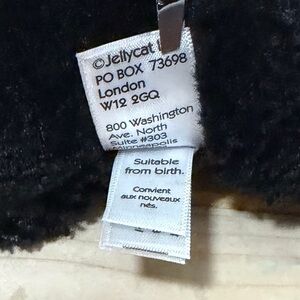 ©Jellycat
PO BOX 73698
London
W12 2GQ
800 Washington
Ave. North
Suite #303
Minneapolis
Suitable
from birth.
Convient
aux nouveaux
nés.